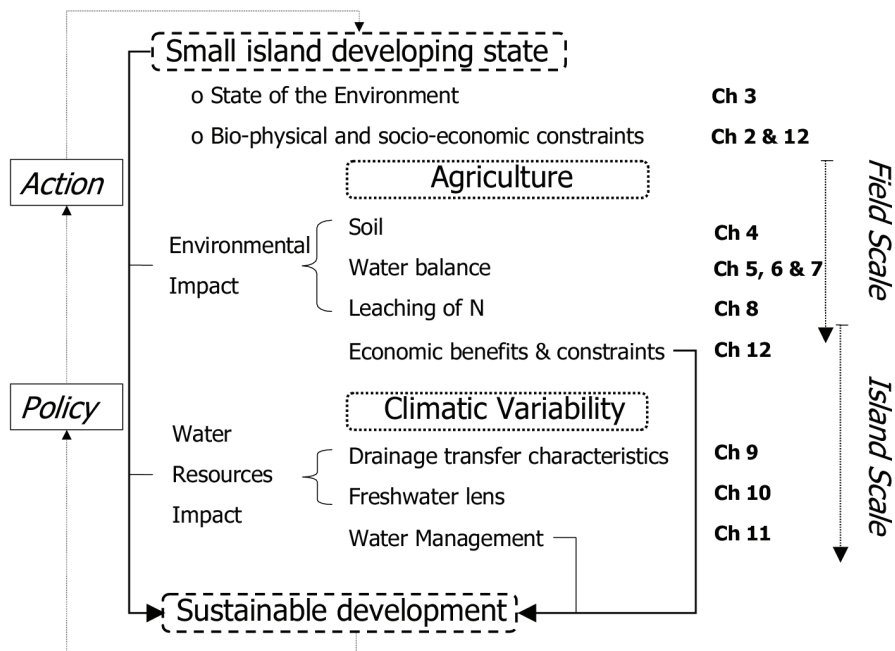 Small island developing state
o State of the Environment Ch 3
o Bio-physical and socio-economic constraints Ch 2 & 12
Action
Agriculture
Field Scale
Environmental
Impact
Soil Ch 4
Water balance Ch 5, 6 & 7
Leaching of N Ch 8
Economic benefits & constraints Ch 12
Policy
Climatic Variability
Island Scale
Water
Resources
Impact
Drainage transfer characteristics Ch 9
Freshwater lens Ch 10
Water Management Ch 11
Sustainable development